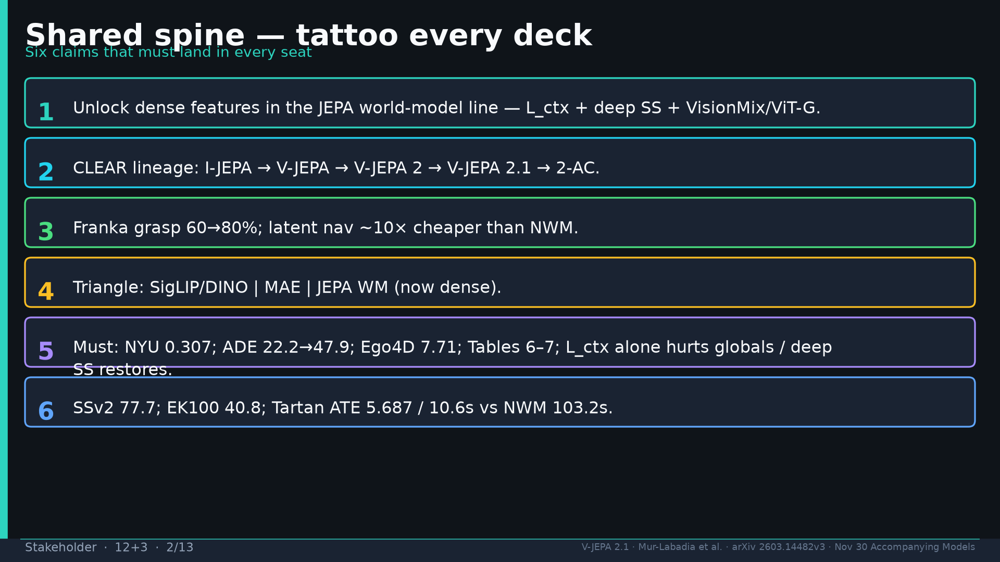 Shared spine — tattoo every deck
Six claims that must land in every seat
1 Unlock dense features in the JEPA world-model line — L_ctx + deep SS + VisionMix/ViT-G.
2 CLEAR lineage: I-JEPA → V-JEPA → V-JEPA 2 → V-JEPA 2.1 → 2-AC.
3 Franka grasp 60→80%; latent nav ~10× cheaper than NWM.
4 Triangle: SigLIP/DINO | MAE | JEPA WM (now dense).
5 Must: NYU 0.307; ADE 22.2→47.9; Ego4D 7.71; Tables 6–7; L_ctx alone hurts globals / deep
SS restores.
6 SSv2 77.7; EK100 40.8; Tartan ATE 5.687 / 10.6s vs NWM 103.2s.
Stakeholder · 12+3 · 2/13
V-JEPA 2.1 · Mur-Labadia et al. · arXiv 2603.14482v3 · Nov 30 Accompanying Models